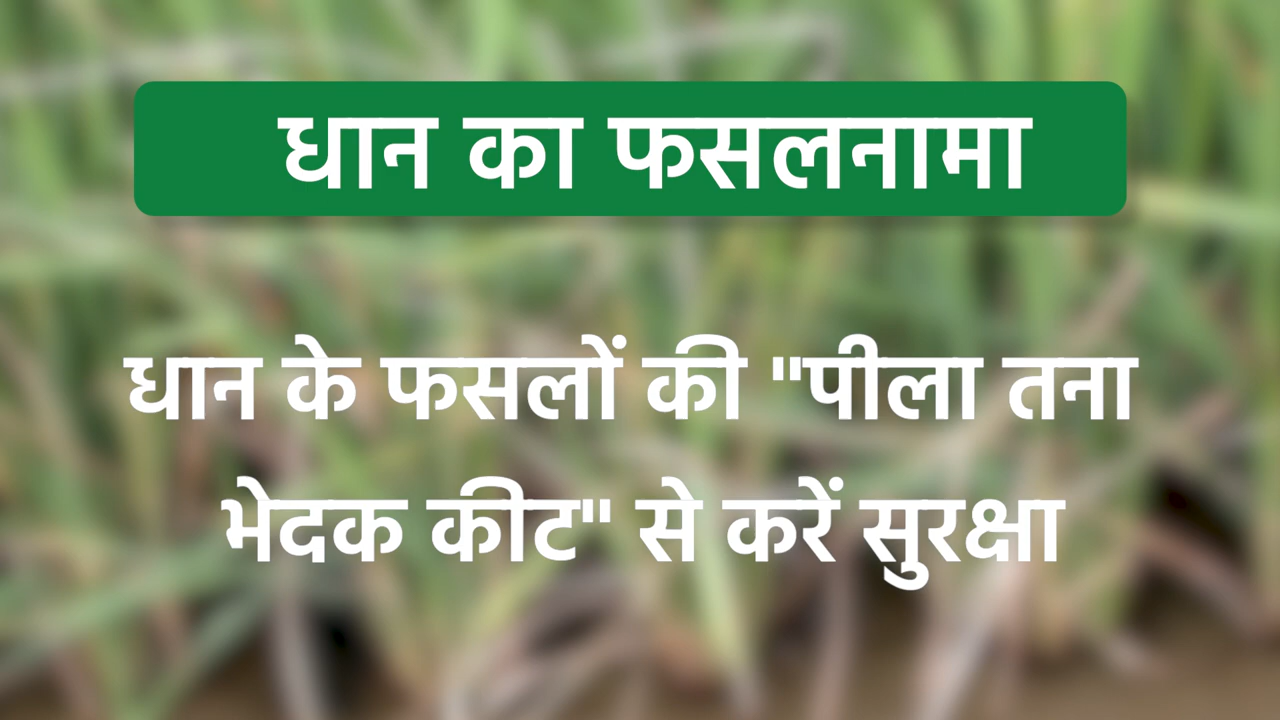 धान का फसलनामा
धान के फसलों की "पीला तना
भेदक कीट" से करें सुरक्षा